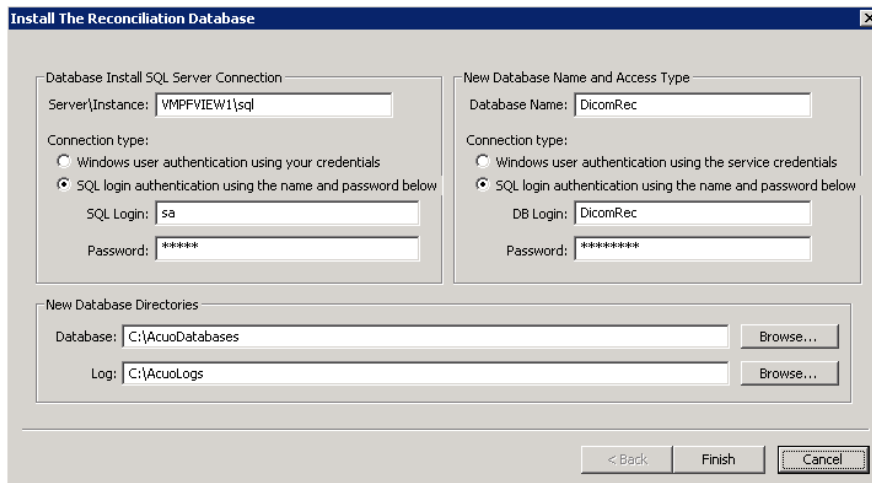 Install The Reconciliation Database
Database Install SQL Server Connection
Server\Instance: VMPFVIEW1\sql
Connection type:
Windows user authentication using your credentials
SQL login authentication using the name and password below
SQL Login: sa
Password: *****
New Database Name and Access Type
Database Name: DicomRec
Connection type:
Windows user authentication using the service credentials
SQL login authentication using the name and password below
DB Login: DicomRec
Password: ********
New Database Directories
Database: C:\AcuoDatabases Browse...
Log: C:\AcuoLogs Browse...
< Back Finish Cancel